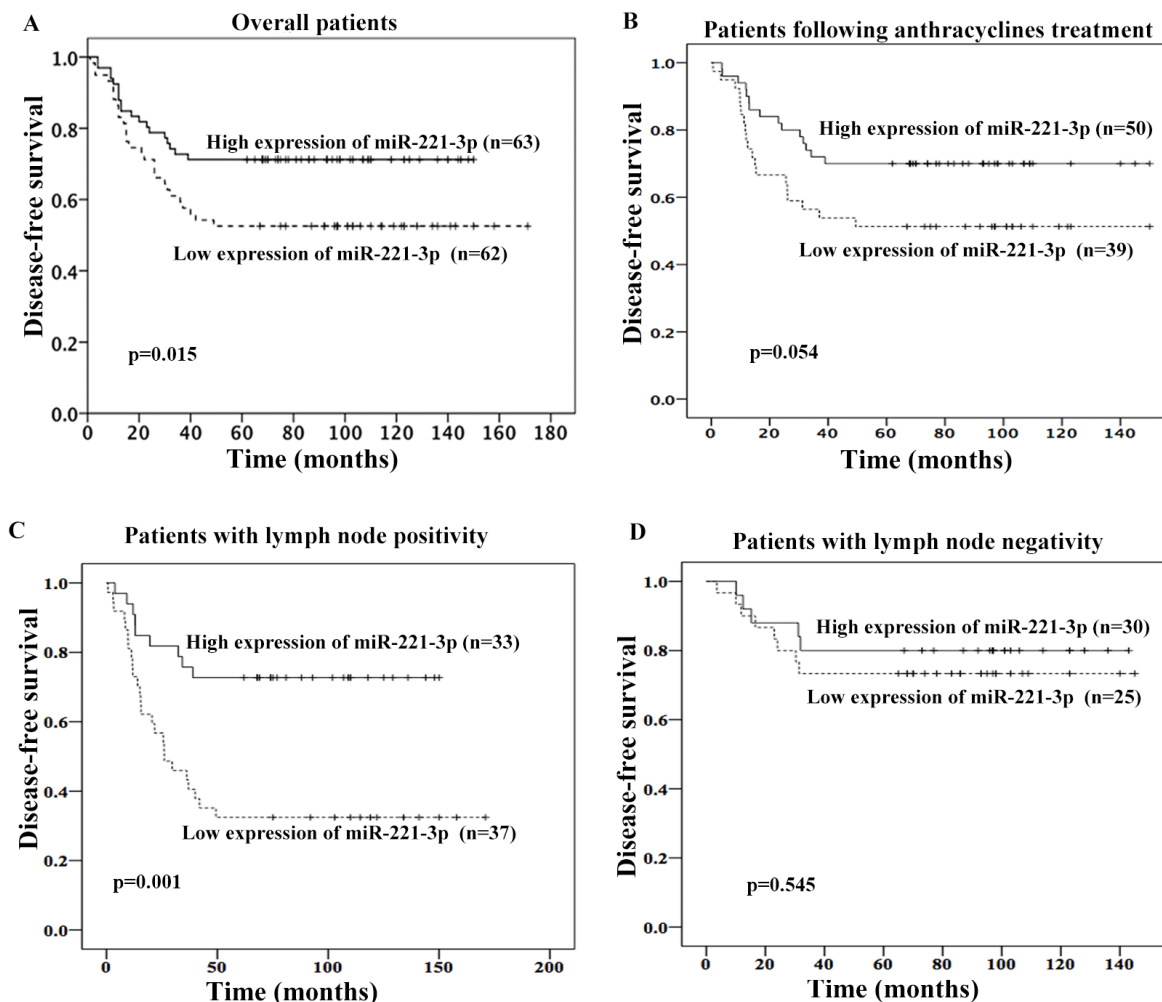 A
Overall patients
Disease-free survival
1.0
0.8
0.6
0.4
0.2
0.0
High expression of miR-221-3p (n=63)
Low expression of miR-221-3p (n=62)
p=0.015
0 20 40 60 80 100 120 140 160 180
Time (months)
B
Patients following anthracyclines treatment
Disease-free survival
1.0
0.8
0.6
0.4
0.2
0.0
High expression of miR-221-3p (n=50)
Low expression of miR-221-3p (n=39)
p=0.054
0 20 40 60 80 100 120 140
Time (months)
C
Patients with lymph node positivity
Disease-free survival
1.0
0.8
0.6
0.4
0.2
0.0
High expression of miR-221-3p (n=33)
Low expression of miR-221-3p (n=37)
p=0.001
0 50 100 150 200
Time (months)
D
Patients with lymph node negativity
Disease-free survival
1.0
0.8
0.6
0.4
0.2
0.0
High expression of miR-221-3p (n=30)
Low expression of miR-221-3p (n=25)
p=0.545
0 20 40 60 80 100 120 140
Time (months)